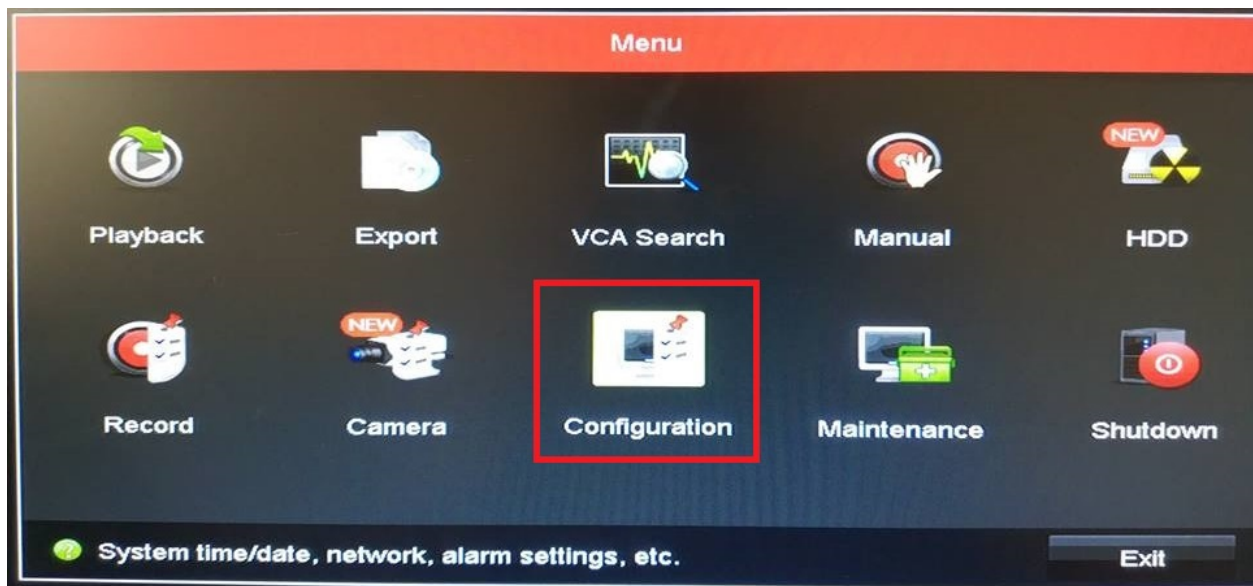 Menu
NEW
Playback Export VCA Search Manual HDD
NEW
Record Camera Configuration Maintenance Shutdown
System time/date, network, alarm settings, etc. Exit